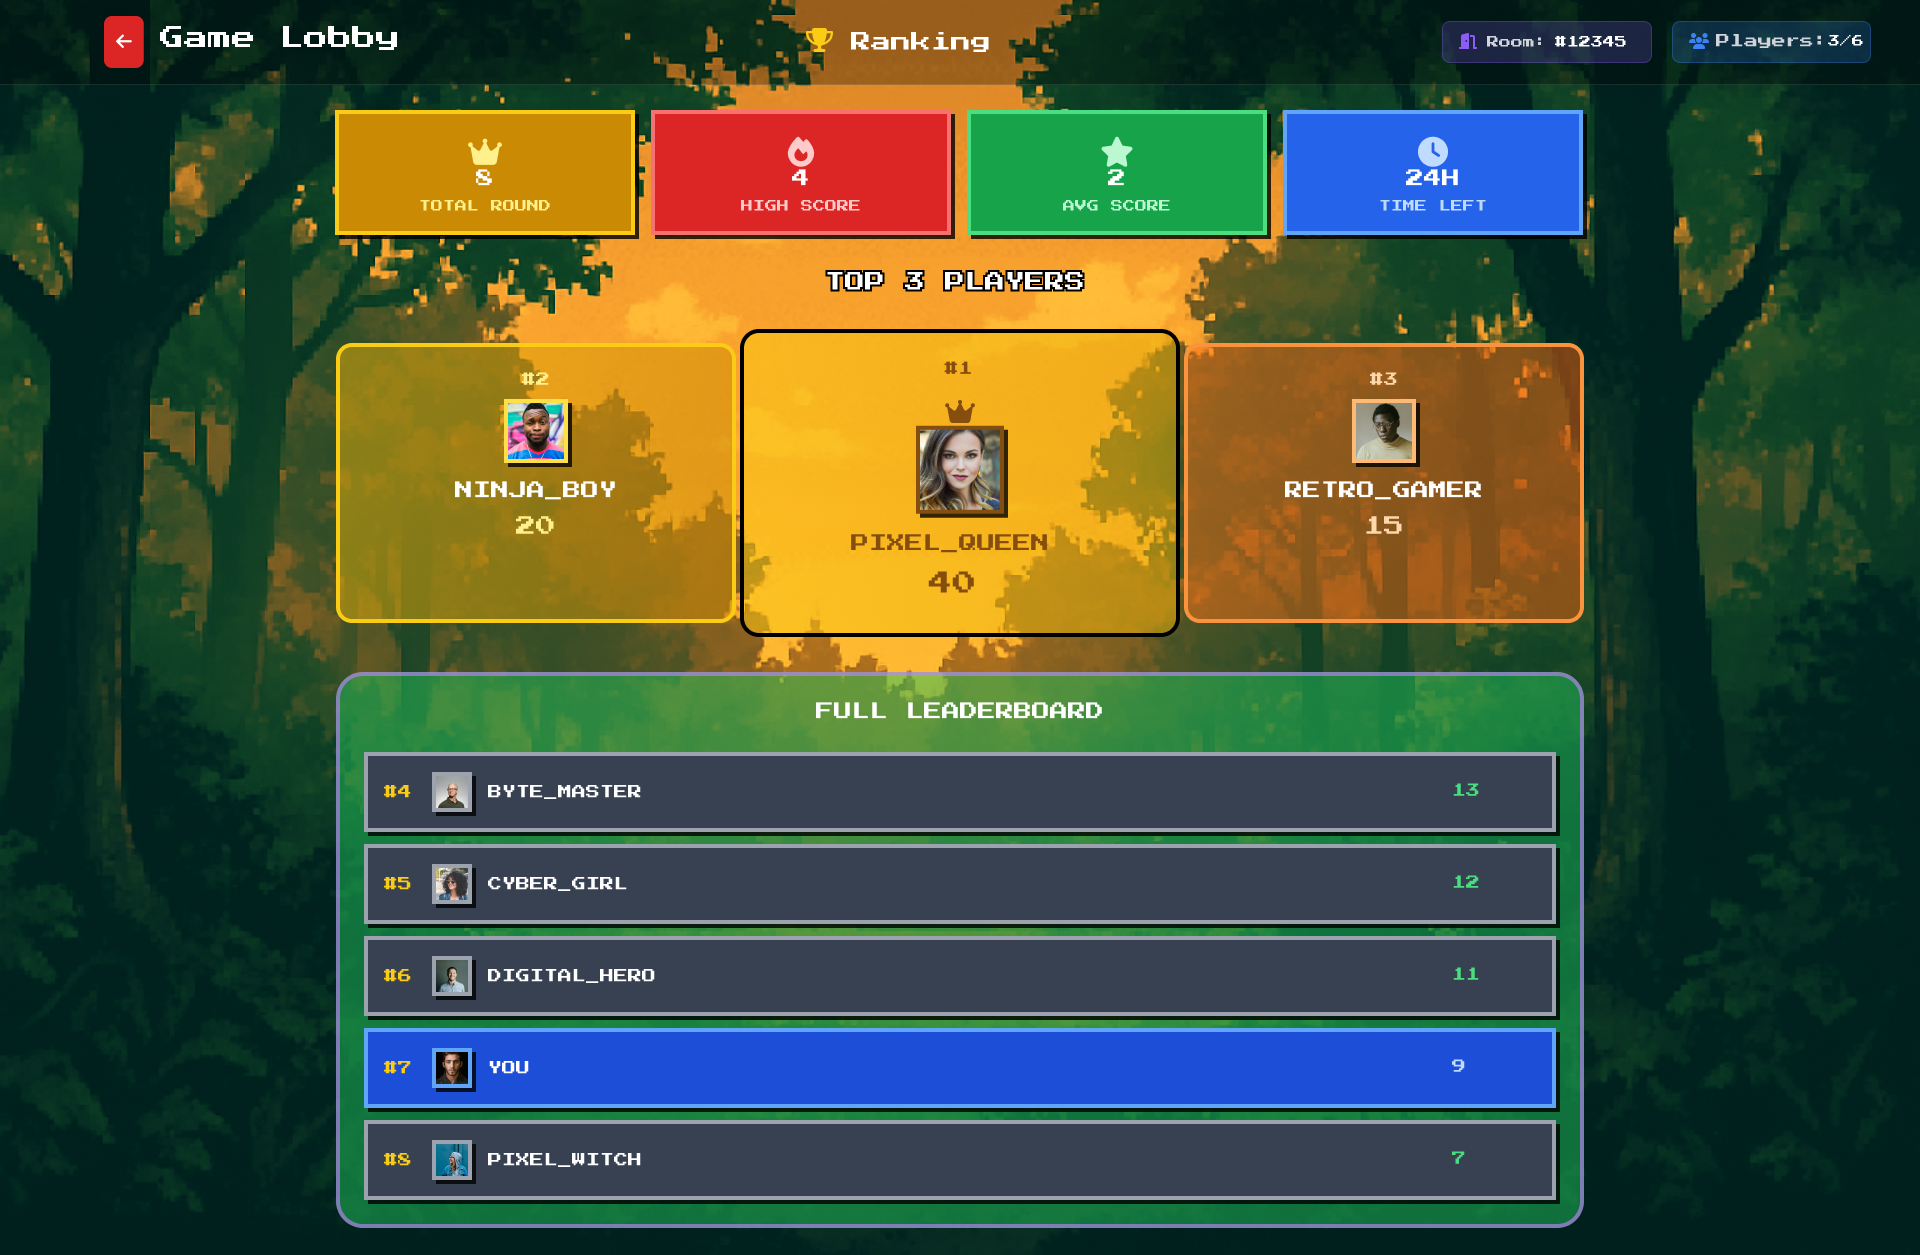 Game Lobby
Ranking
Room: #12345
Players:3/6
8
TOTAL ROUND
4
HIGH SCORE
2
AVG SCORE
24H
TIME LEFT
TOP 3 PLAYERS
#2
NINJA_BOY
20
#1
PIXEL_QUEEN
40
#3
RETRO_GAMER
15
FULL LEADERBOARD
#4 BYTE_MASTER 13
#5 CYBER_GIRL 12
#6 DIGITAL_HERO 11
#7 YOU 9
#8 PIXEL_WITCH 7